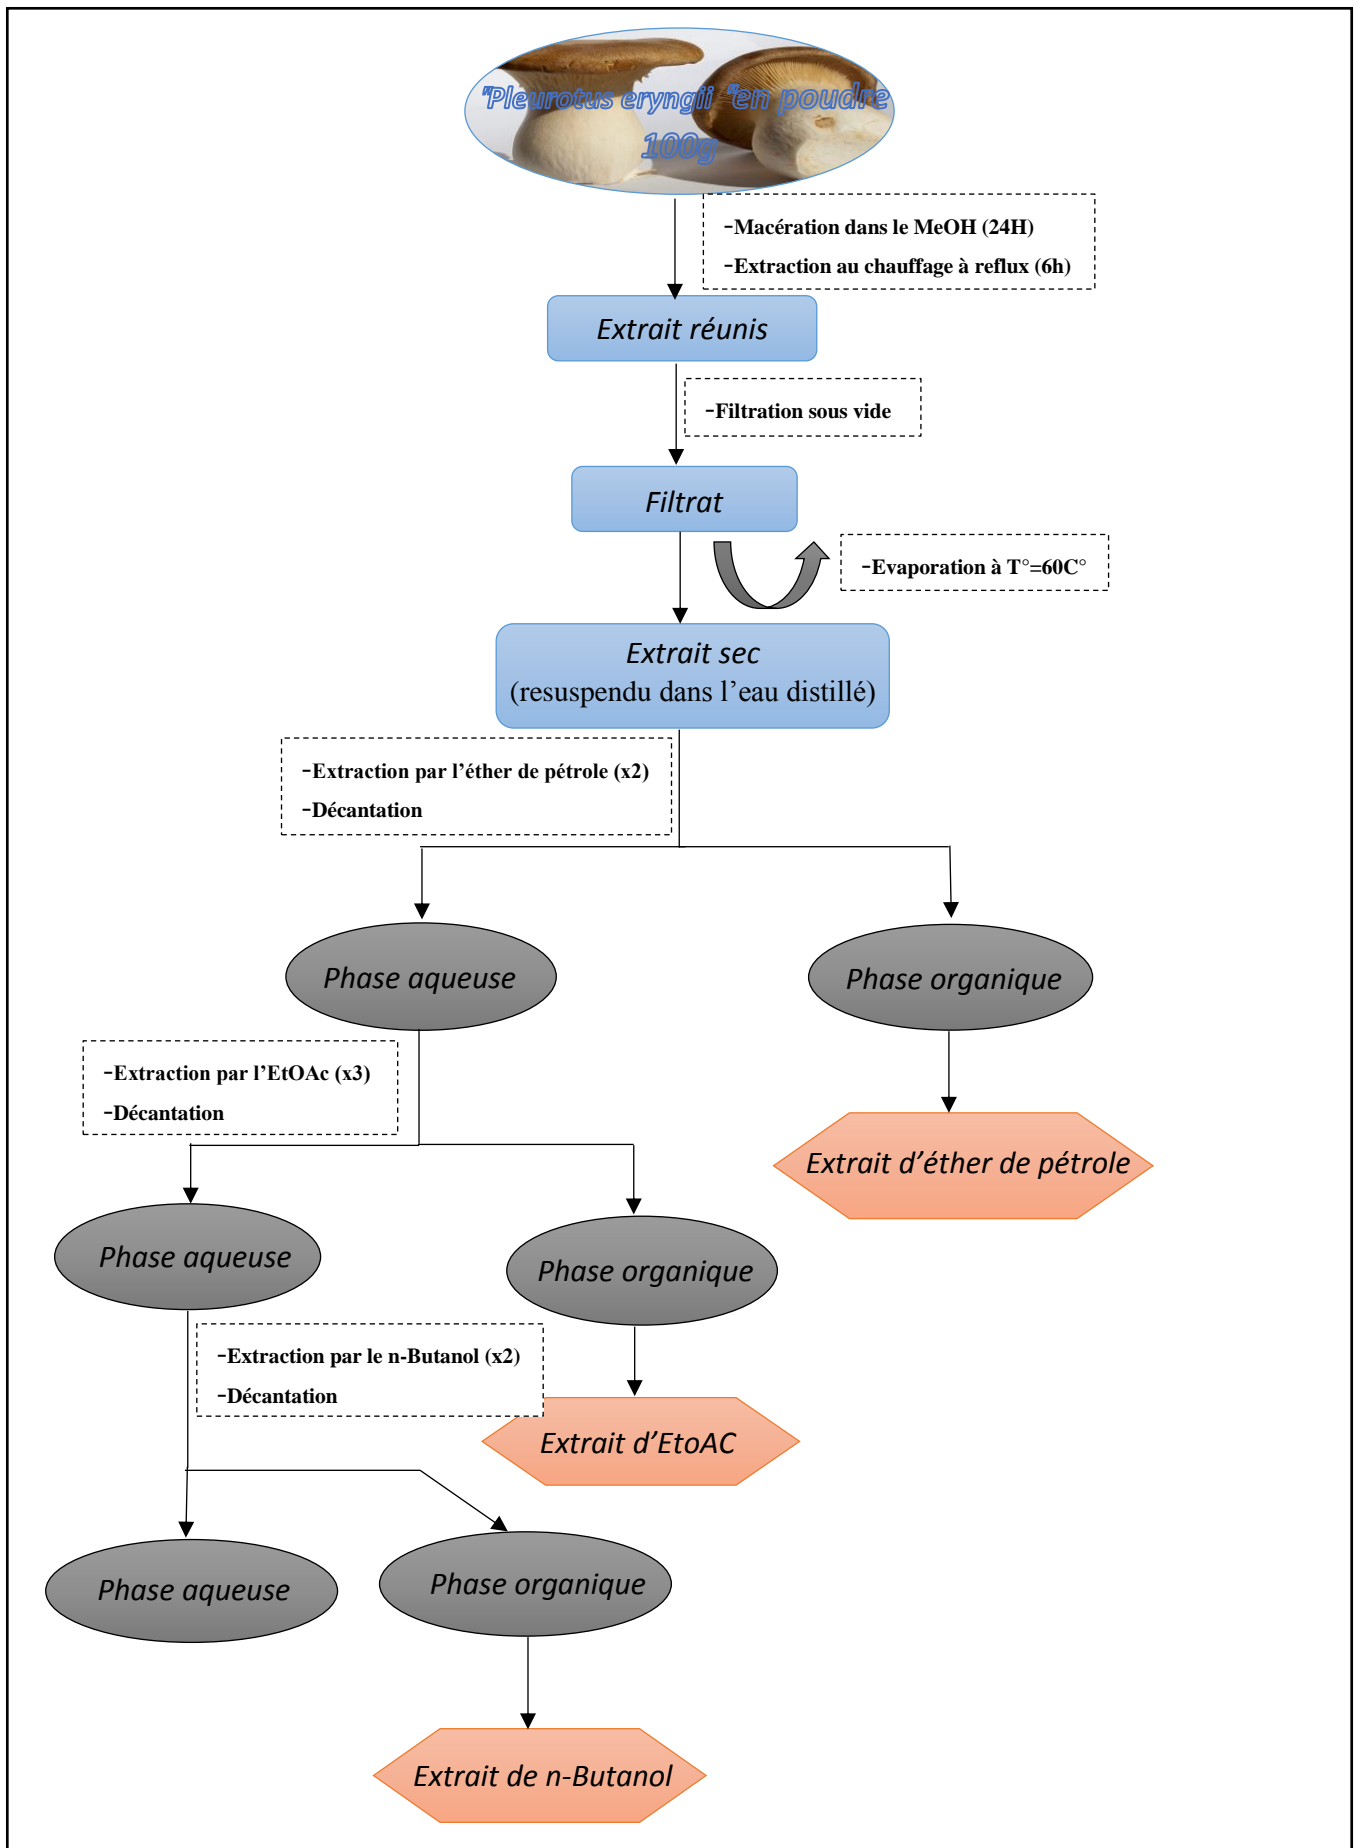 "Pleurotus eryngii "en poudre
100g
-Macération dans le MeOH (24H)
-Extraction au chauffage à reflux (6h)
Extrait réunis
-Filtration sous vide
Filtrat
-Evaporation à T°=60C°
Extrait sec
(resuspendu dans l'eau distillé)
-Extraction par l'éther de pétrole (x2)
-Décantation
Phase aqueuse
Phase organique
-Extraction par l'EtOAc (x3)
-Décantation
Extrait d'éther de pétrole
Phase aqueuse
Phase organique
-Extraction par le n-Butanol (x2)
-Décantation
Extrait d'EtoAC
Phase aqueuse
Phase organique
Extrait de n-Butanol